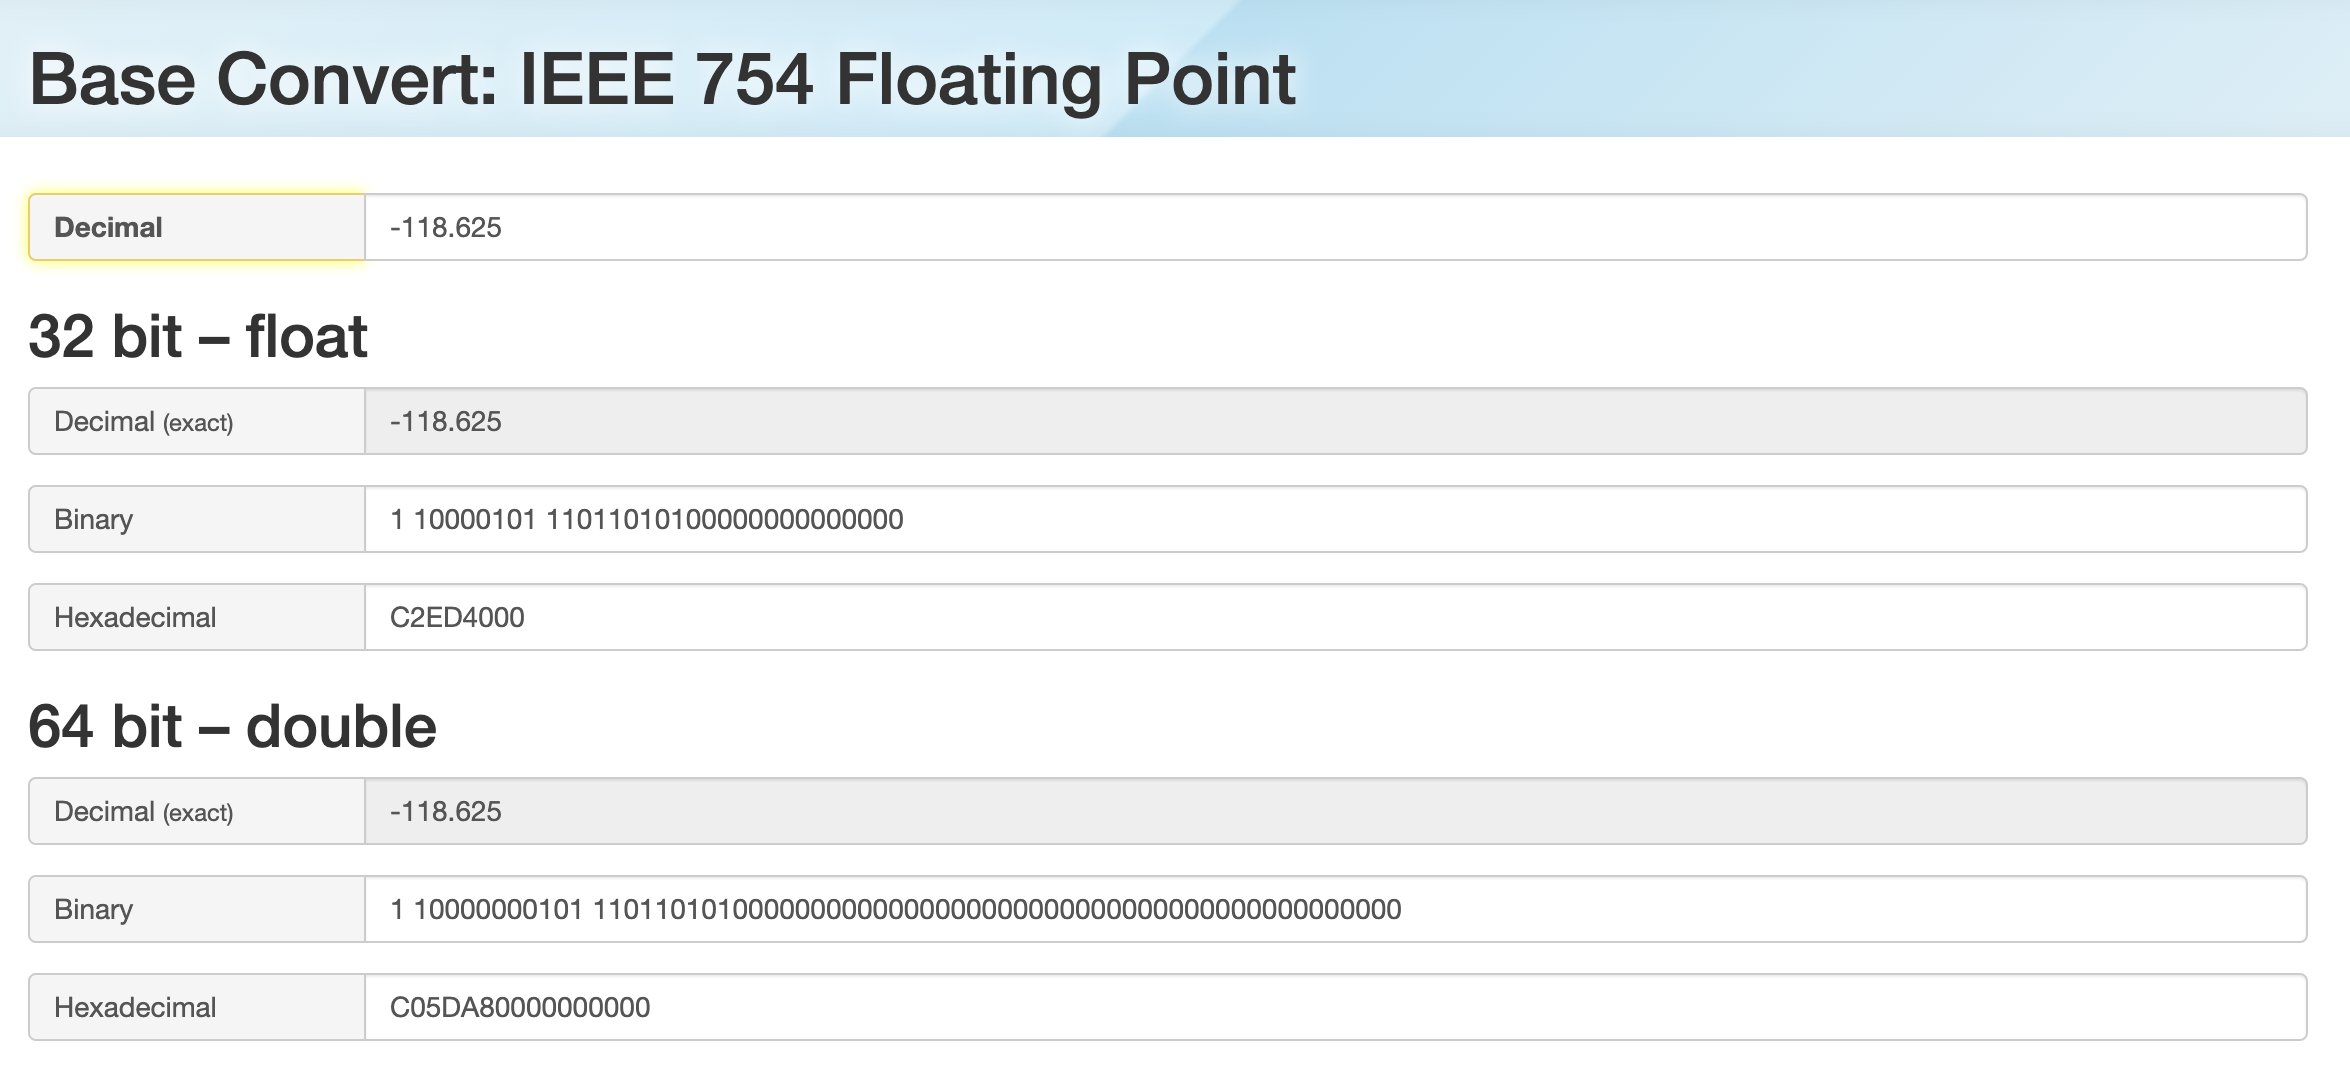 Base Convert: IEEE 754 Floating Point
Decimal -118.625
32 bit – float
Decimal (exact) -118.625
Binary 1 10000101 11011010100000000000000
Hexadecimal C2ED4000
64 bit – double
Decimal (exact) -118.625
Binary 1 10000000101 1101101010000000000000000000000000000000000000000000
Hexadecimal C05DA80000000000